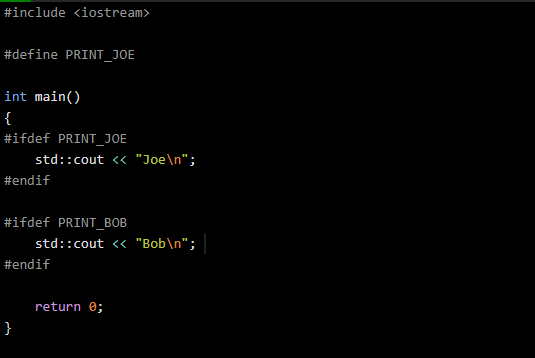 #include <iostream>

#define PRINT_JOE

int main()
{
#ifdef PRINT_JOE
    std::cout << "Joe\n";
#endif

#ifdef PRINT_BOB
    std::cout << "Bob\n";
#endif

    return 0;
}